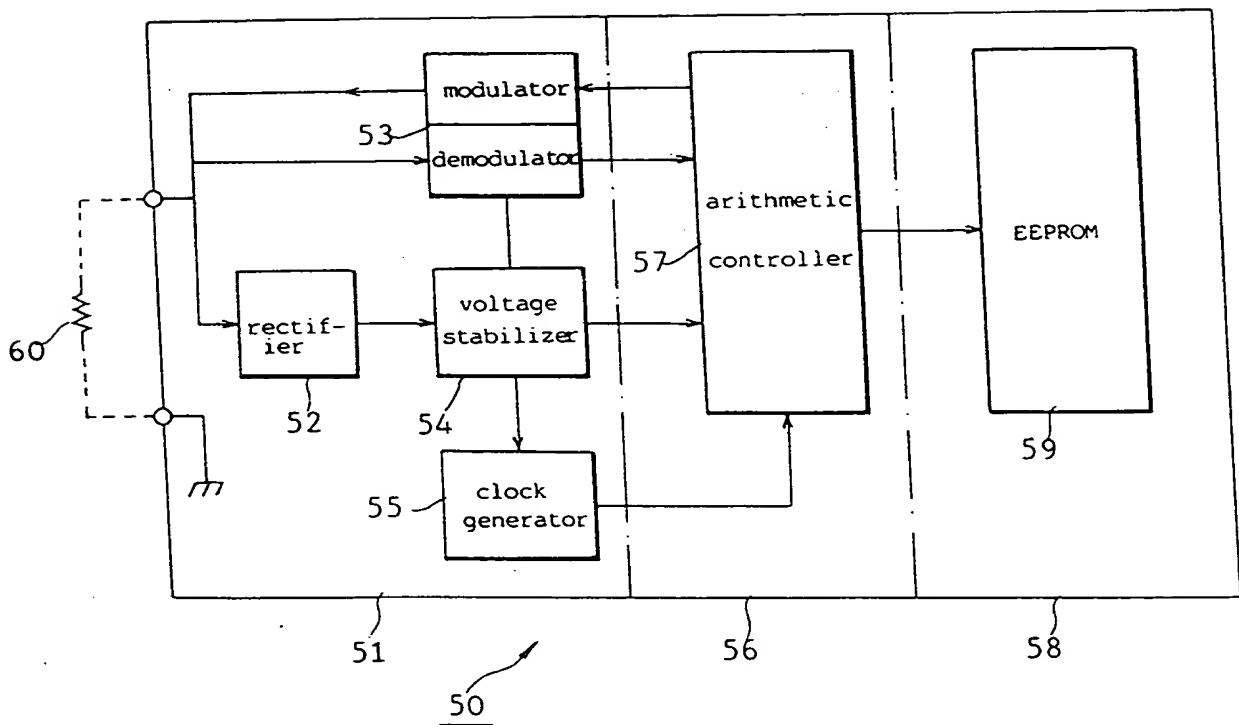 modulator
53
demodulator
arithmetic
controller
57
EEPROM
voltage
stabilizer
rectif-
ier
60
52
54
59
55
clock
generator
51
56
58
50